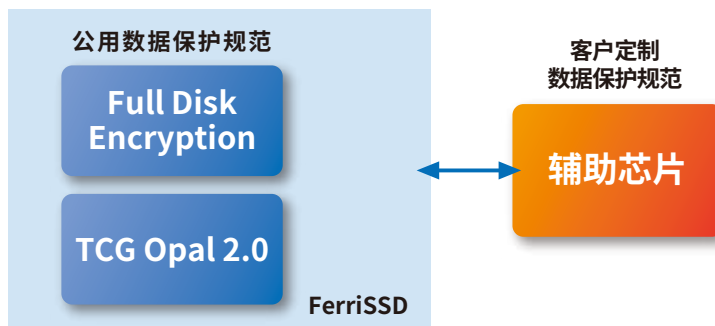 公用数据保护规范
Full Disk
Encryption
TCG Opal 2.0
FerriSSD
客户定制
数据保护规范
辅助芯片